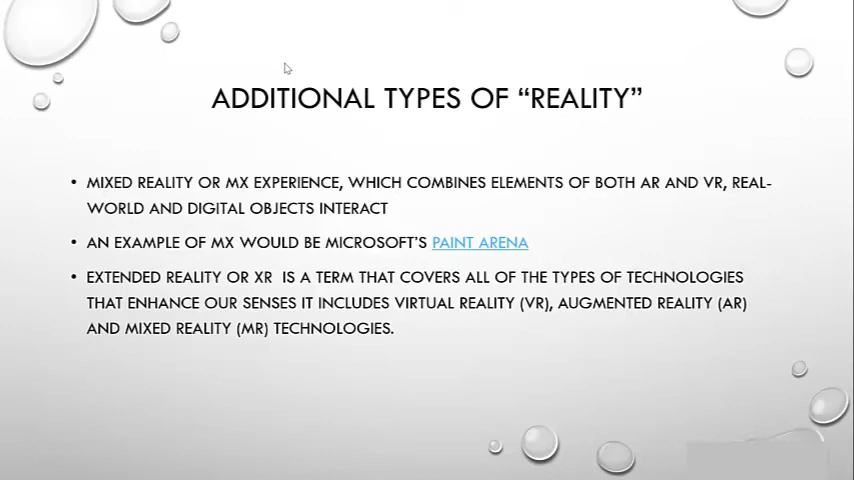 ADDITIONAL TYPES OF “REALITY”
• MIXED REALITY OR MX EXPERIENCE, WHICH COMBINES ELEMENTS OF BOTH AR AND VR, REAL-
WORLD AND DIGITAL OBJECTS INTERACT
• AN EXAMPLE OF MX WOULD BE MICROSOFT’S PAINT ARENA
• EXTENDED REALITY OR XR IS A TERM THAT COVERS ALL OF THE TYPES OF TECHNOLOGIES
THAT ENHANCE OUR SENSES IT INCLUDES VIRTUAL REALITY (VR), AUGMENTED REALITY (AR)
AND MIXED REALITY (MR) TECHNOLOGIES.